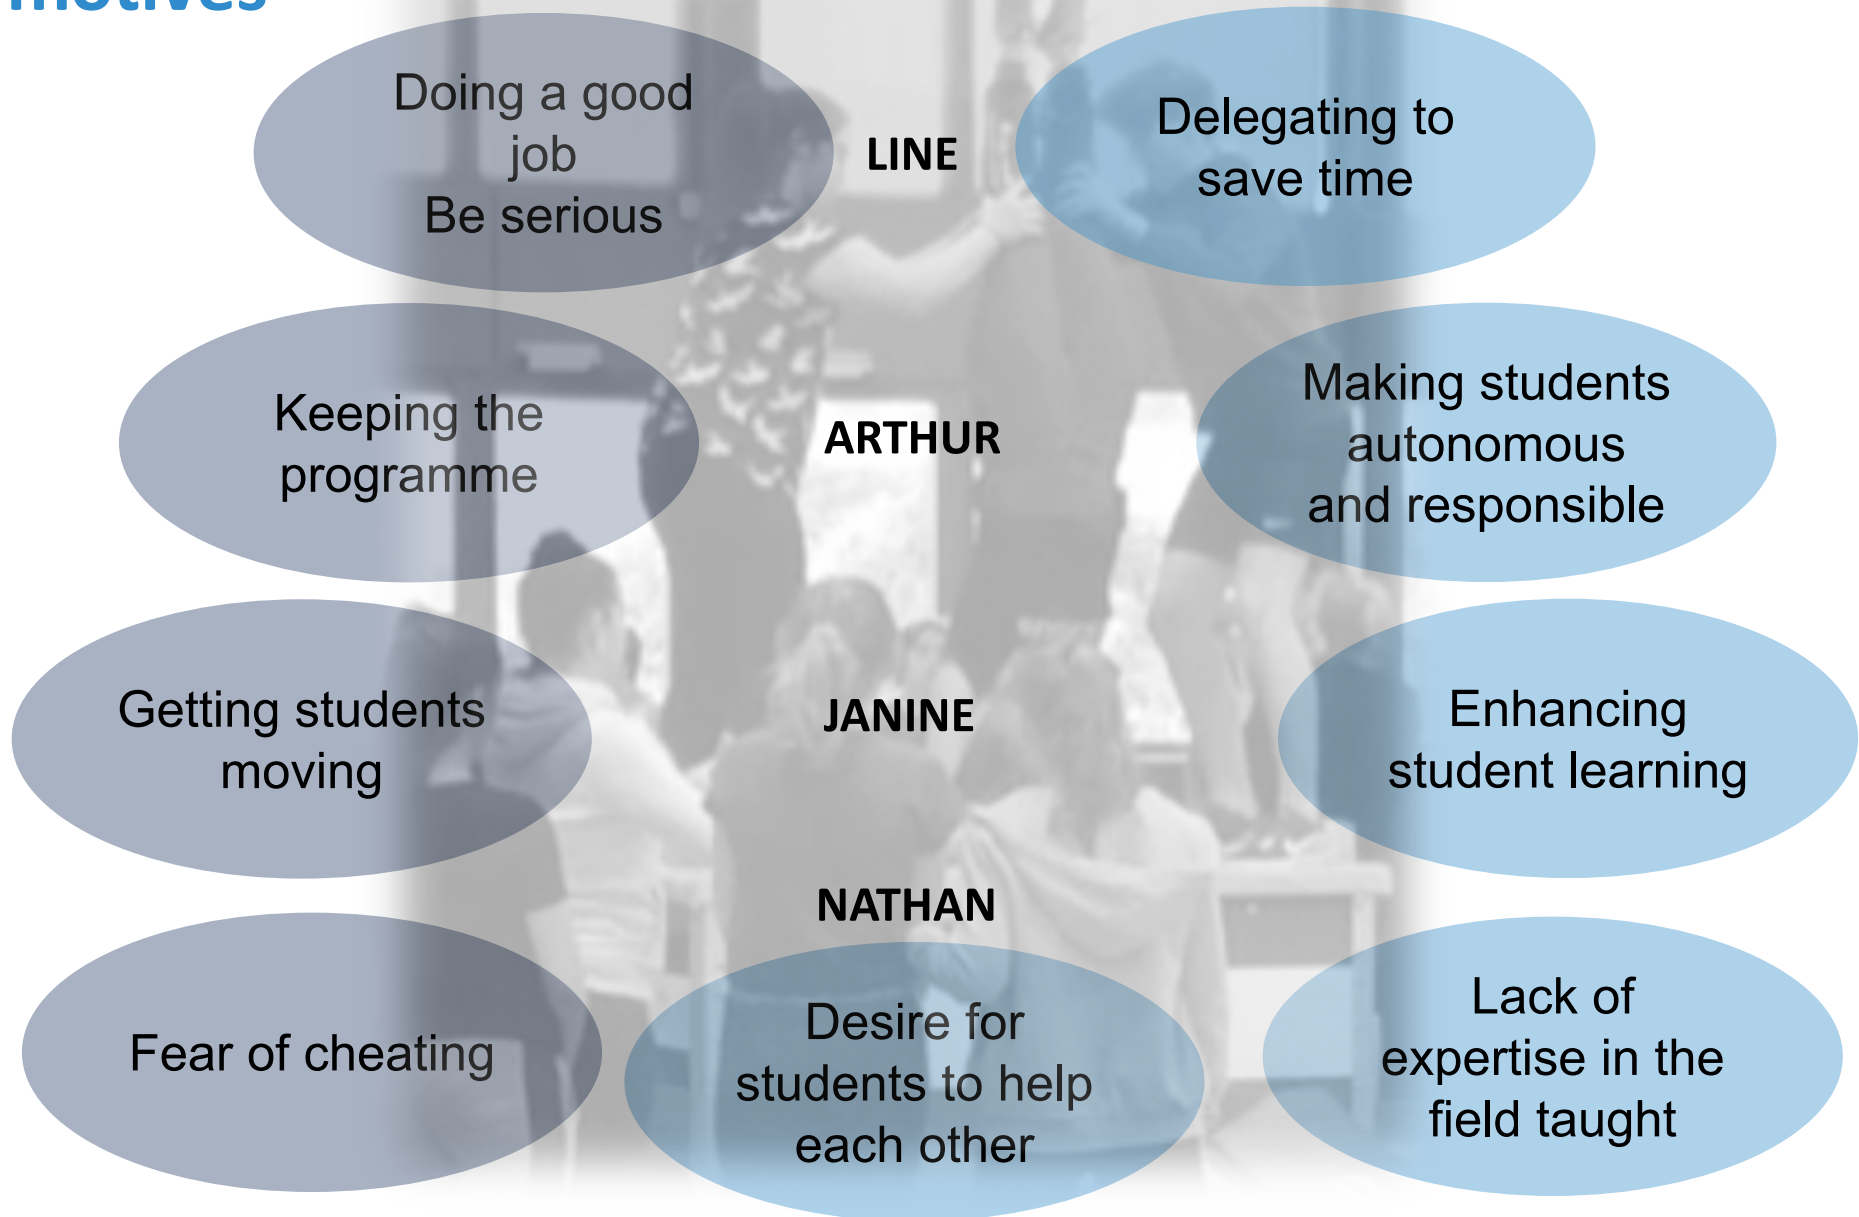 motives
Doing a good
job
Be serious
LINE
Delegating to
save time
Keeping the
programme
ARTHUR
Making students
autonomous
and responsible
Getting students
moving
JANINE
Enhancing
student learning
NATHAN
Fear of cheating
Desire for
students to help
each other
Lack of
expertise in the
field taught